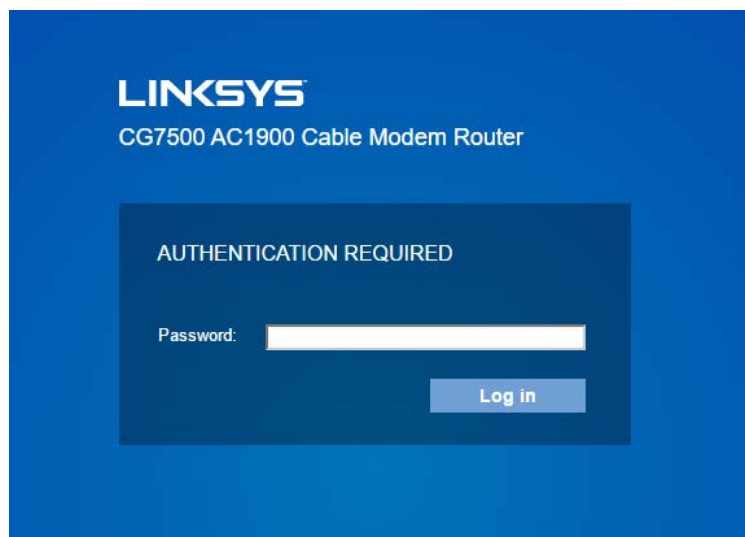 LINKSYS
CG7500 AC1900 Cable Modem Router
AUTHENTICATION REQUIRED
Password:
Log in